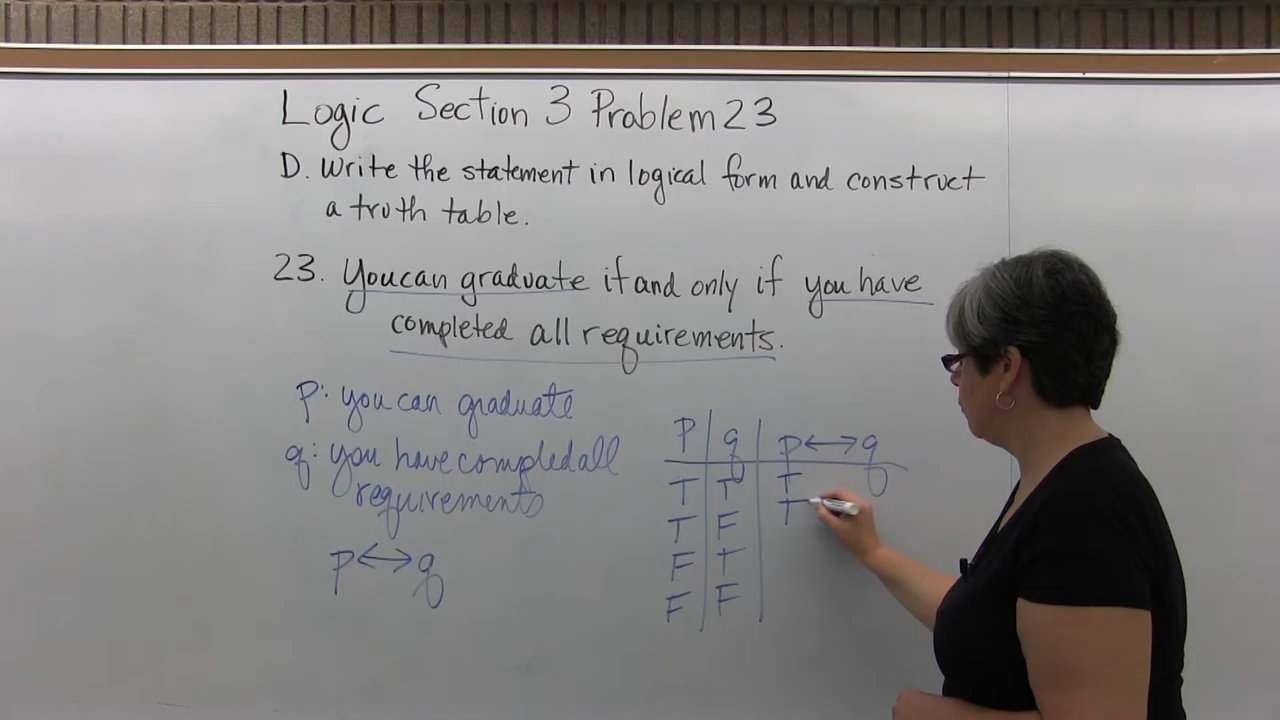 Logic Section 3 Problem 23
D. Write the statement in logical form and construct
a truth table.
23. You can graduate if and only if you have
completed all requirements.
p: you can graduate
q: you have compled all
requirements
p ↔ q
P q p ↔ q
T T T
T F T
F T
F F